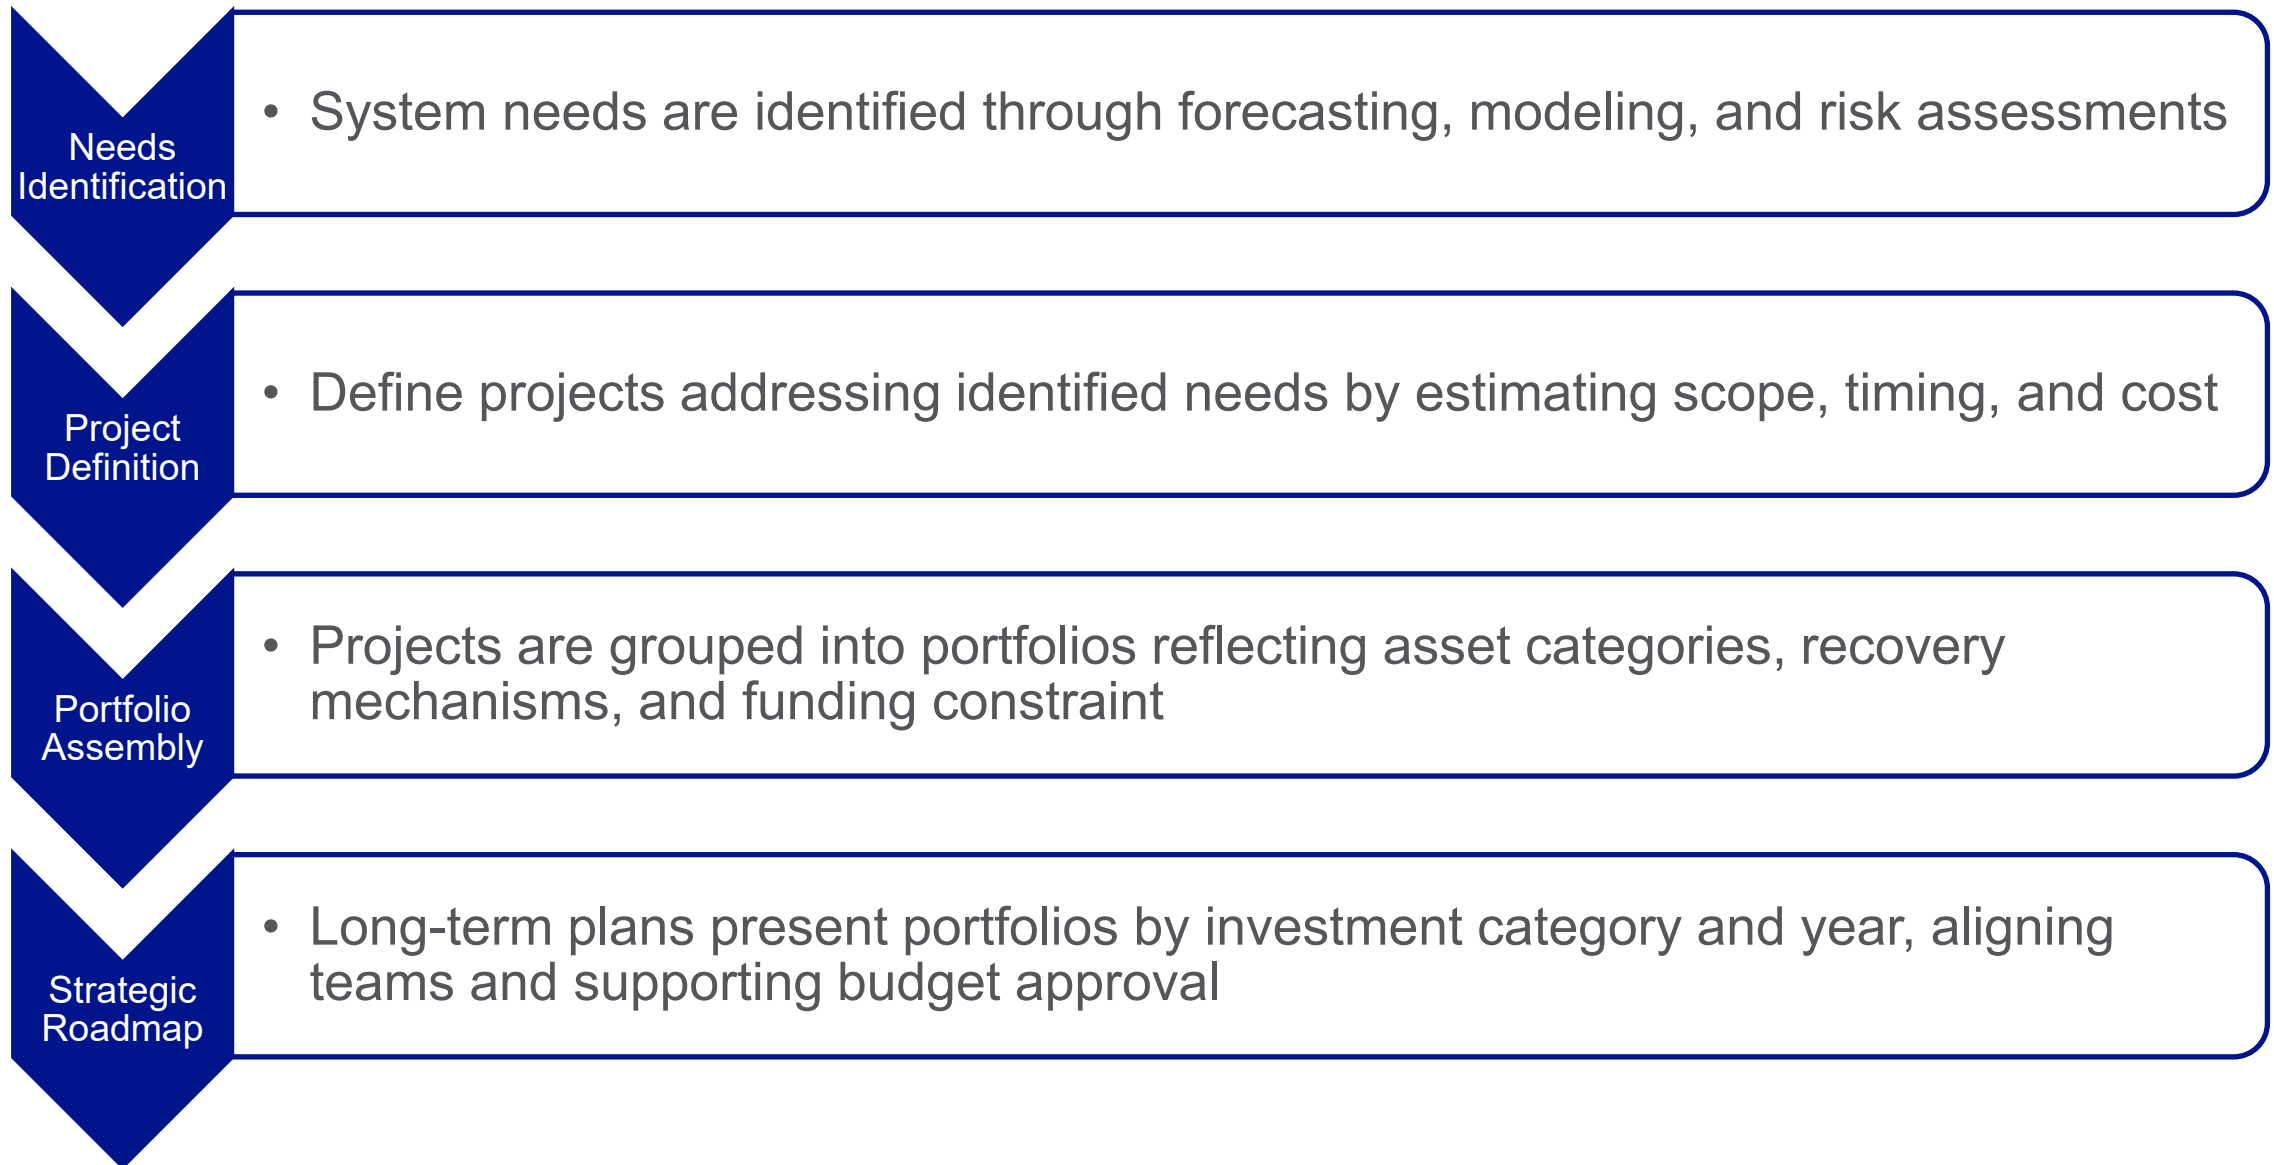 Needs
Identification
• System needs are identified through forecasting, modeling, and risk assessments
Project
Definition
• Define projects addressing identified needs by estimating scope, timing, and cost
Portfolio
Assembly
• Projects are grouped into portfolios reflecting asset categories, recovery
mechanisms, and funding constraint
Strategic
Roadmap
• Long-term plans present portfolios by investment category and year, aligning
teams and supporting budget approval